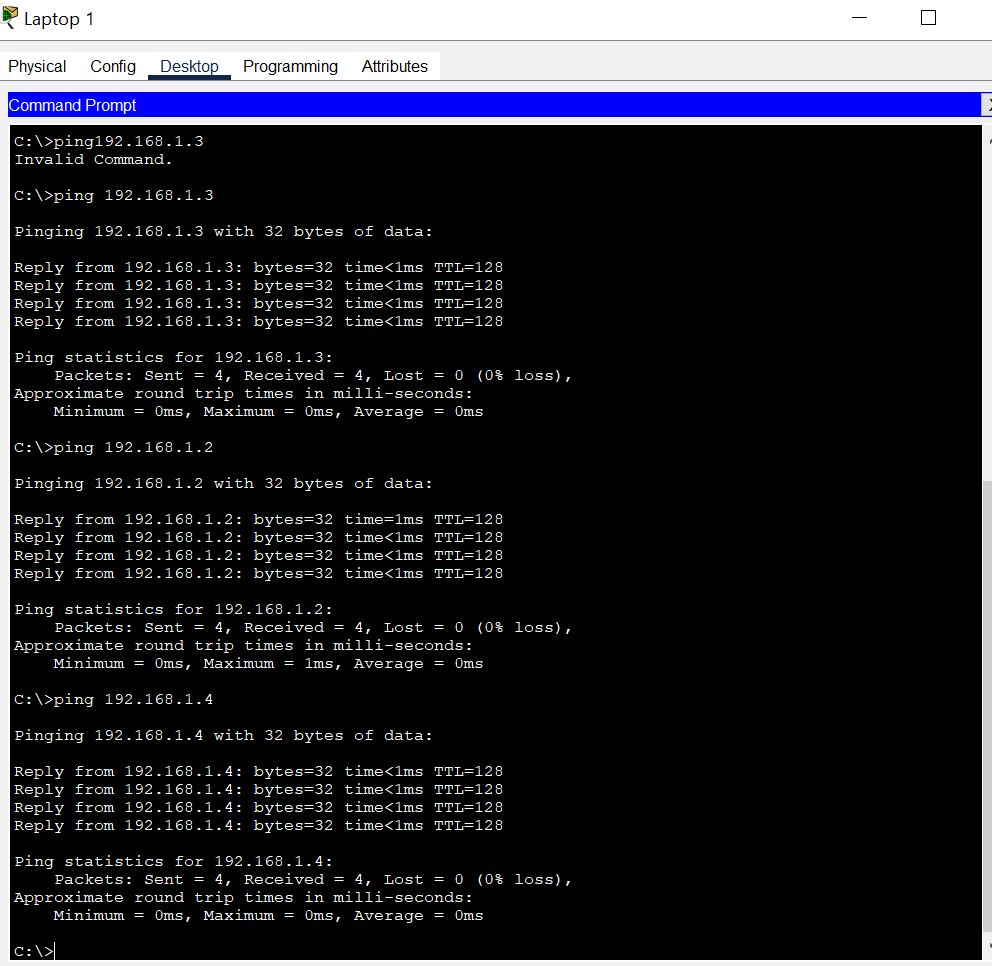 Laptop 1
Physical Config Desktop Programming Attributes
Command Prompt
C:\>ping192.168.1.3
Invalid Command.
C:\>ping 192.168.1.3
Pinging 192.168.1.3 with 32 bytes of data:
Reply from 192.168.1.3: bytes=32 time<1ms TTL=128
Reply from 192.168.1.3: bytes=32 time<1ms TTL=128
Reply from 192.168.1.3: bytes=32 time<1ms TTL=128
Reply from 192.168.1.3: bytes=32 time<1ms TTL=128
Ping statistics for 192.168.1.3:
Packets: Sent = 4, Received = 4, Lost = 0 (0% loss),
Approximate round trip times in milli-seconds:
Minimum = 0ms, Maximum = 0ms, Average = 0ms
C:\>ping 192.168.1.2
Pinging 192.168.1.2 with 32 bytes of data:
Reply from 192.168.1.2: bytes=32 time=1ms TTL=128
Reply from 192.168.1.2: bytes=32 time<1ms TTL=128
Reply from 192.168.1.2: bytes=32 time<1ms TTL=128
Reply from 192.168.1.2: bytes=32 time<1ms TTL=128
Ping statistics for 192.168.1.2:
Packets: Sent = 4, Received = 4, Lost = 0 (0% loss),
Approximate round trip times in milli-seconds:
Minimum = 0ms, Maximum = 1ms, Average = 0ms
C:\>ping 192.168.1.4
Pinging 192.168.1.4 with 32 bytes of data:
Reply from 192.168.1.4: bytes=32 time<1ms TTL=128
Reply from 192.168.1.4: bytes=32 time<1ms TTL=128
Reply from 192.168.1.4: bytes=32 time<1ms TTL=128
Reply from 192.168.1.4: bytes=32 time<1ms TTL=128
Ping statistics for 192.168.1.4:
Packets: Sent = 4, Received = 4, Lost = 0 (0% loss),
Approximate round trip times in milli-seconds:
Minimum = 0ms, Maximum = 0ms, Average = 0ms
C:\>